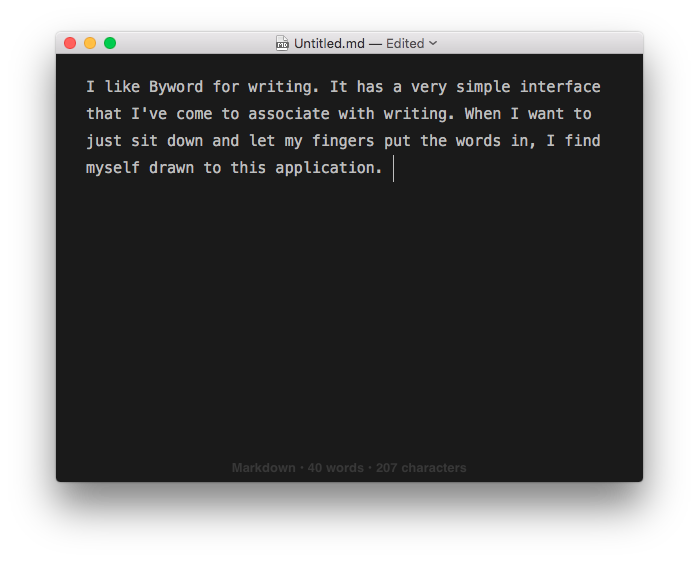 Untitled.md — Edited
I like Byword for writing. It has a very simple interface
that I've come to associate with writing. When I want to
just sit down and let my fingers put the words in, I find
myself drawn to this application.
Markdown • 40 words • 207 characters